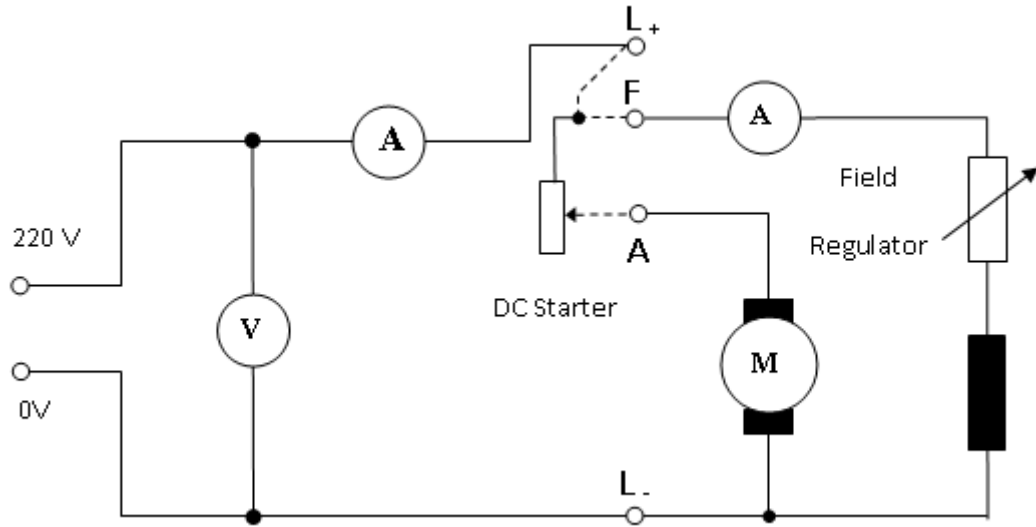 L+
F
A
A
Field
Regulator
220 V
A
DC Starter
V
M
0V
L-